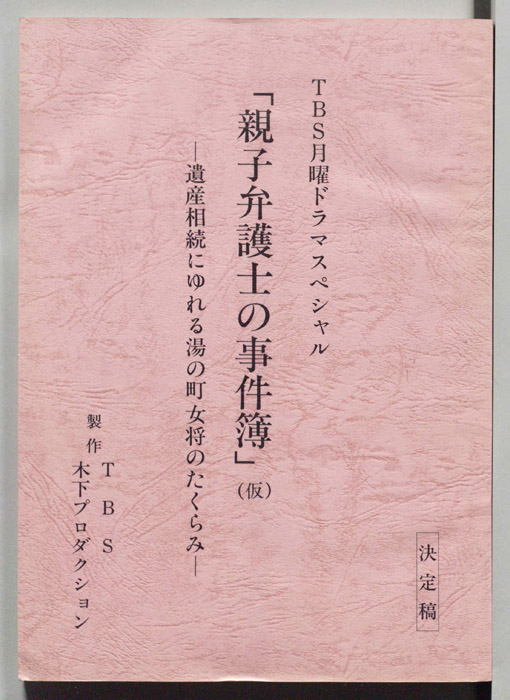 TBS月曜ドラマスペシャル
「親子弁護士の事件簿」(仮)
―遺産相続にゆれる湯の町女将のたくらみ―
製作
TBS
木下プロダクション
決定稿